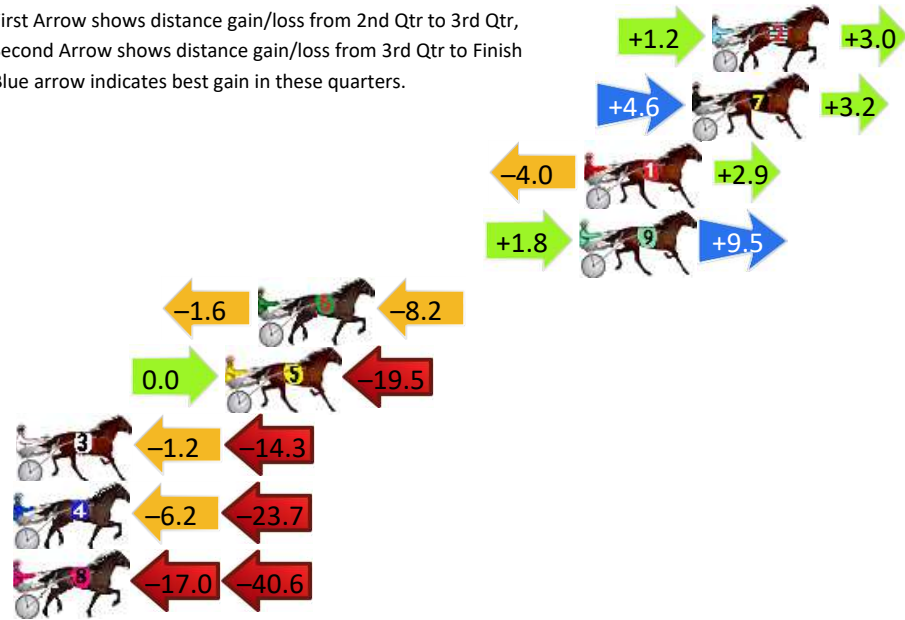 irst Arrow shows distance gain/loss from 2nd Qtr to 3rd Qtr,
econd Arrow shows distance gain/loss from 3rd Qtr to Finish
lue arrow indicates best gain in these quarters.
+1.2 2 +3.0
+4.6 7 +3.2
–4.0 1 +2.9
+1.8 9 +9.5
–1.6 –8.2
0.0 5 –19.5
3 –1.2 –14.3
4 –6.2 –23.7
8 –17.0 –40.6